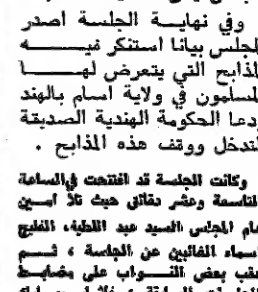 وفي نهاية الجلسة اصدر
المجلس بيانا استنكر فيه
المذابح التي يتعرض لها
المسلمون في ولاية اسام بالهند
ودعا الحكومة الهندية الصديقة
لتدخل ووقف هذه المذابح .
وكانت الجلسة قد افتتحت في الساعة
التاسعة وعشر دقائق حيث تلا امين
عام المجلس السيد عبد اللطيف
اسماء الغائبين عن الجلسة ، ثم
عقب بعض النواب على مضابط